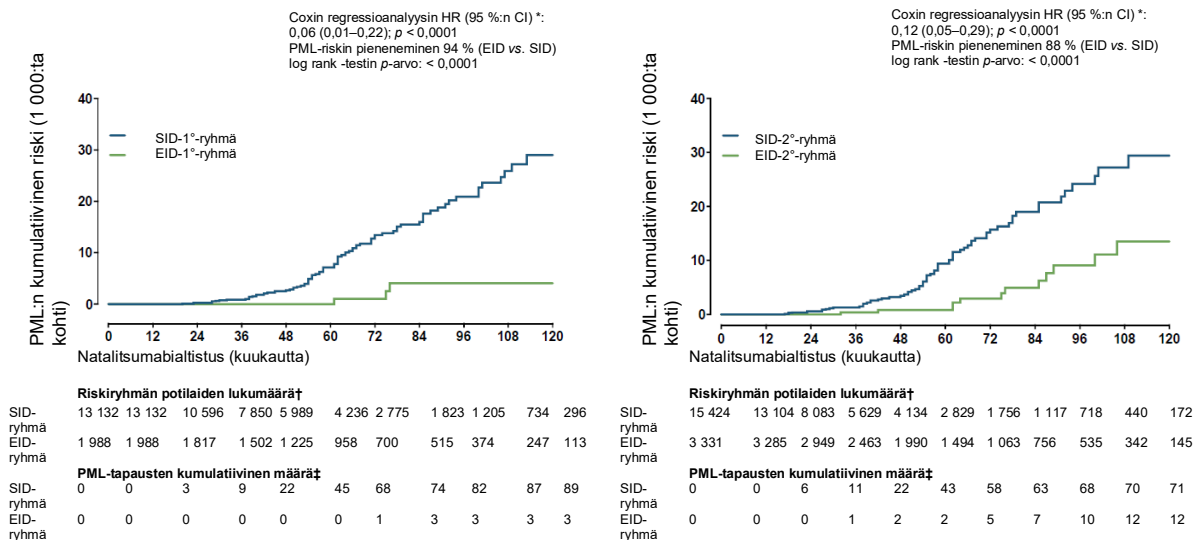 Coxin regressioanalyysin HR (95 %:n CI) *:
0,06 (0,01–0,22); p < 0,0001
PML-riskin pieneneminen 94 % (EID vs. SID)
log rank -testin p-arvo: < 0,0001
PML:n kumulatiivinen riski (1 000:ta
kohti)
40
30
20
10
0
SID-1°-ryhmä
EID-1°-ryhmä
0 12 24 36 48 60 72 84 96 108 120
Natalitsumabialtistus (kuukautta)
Riskiryhmän potilaiden lukumäärä†
SID-
ryhmä
13 132 13 132 10 596 7 850 5 989 4 236 2 775 1 823 1 205 734 296
EID-
ryhmä
1 988 1 988 1 817 1 502 1 225 958 700 515 374 247 113
PML-tapausten kumulatiivinen määrä‡
SID-
ryhmä
0 0 3 9 22 45 68 74 82 87 89
EID-
ryhmä
0 0 0 0 0 0 1 3 3 3 3
Coxin regressioanalyysin HR (95 %:n CI) *:
0,12 (0,05–0,29); p < 0,0001
PML-riskin pieneneminen 88 % (EID vs. SID)
log rank -testin p-arvo: < 0,0001
PML:n kumulatiivinen riski (1 000:ta
kohti)
40
30
20
10
0
SID-2°-ryhmä
EID-2°-ryhmä
0 12 24 36 48 60 72 84 96 108 120
Natalitsumabialtistus (kuukautta)
Riskiryhmän potilaiden lukumäärä†
SID-
ryhmä
15 424 13 104 8 083 5 629 4 134 2 829 1 756 1 117 718 440 172
EID-
ryhmä
3 331 3 285 2 949 2 463 1 990 1 494 1 063 756 535 342 145
PML-tapausten kumulatiivinen määrä‡
SID-
ryhmä
0 0 6 11 22 43 58 63 68 70 71
EID-
ryhmä
0 0 0 1 2 2 5 7 10 12 12